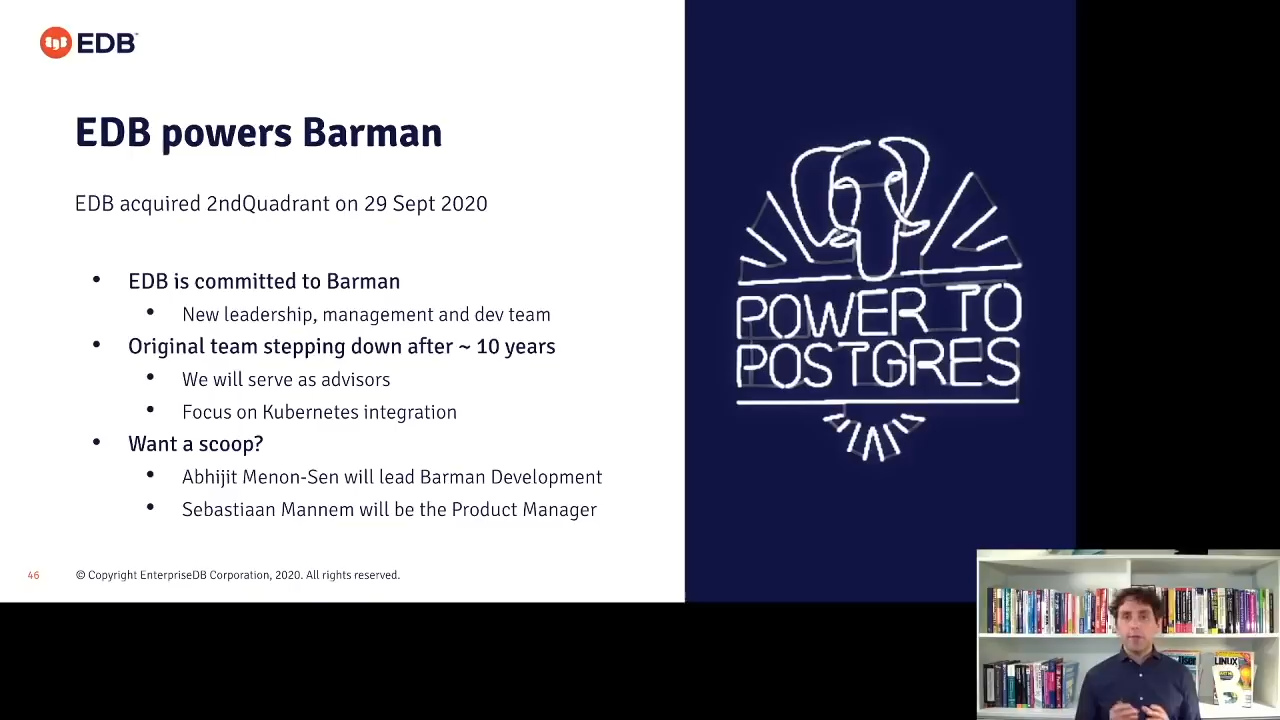 EDB
EDB powers Barman
EDB acquired 2ndQuadrant on 29 Sept 2020
• EDB is committed to Barman
• New leadership, management and dev team
• Original team stepping down after ~ 10 years
• We will serve as advisors
• Focus on Kubernetes integration
• Want a scoop?
• Abhijit Menon-Sen will lead Barman Development
• Sebastiaan Mannem will be the Product Manager
46 © Copyright EnterpriseDB Corporation, 2020. All rights reserved.
POWER TO
POSTGRES
LINUX